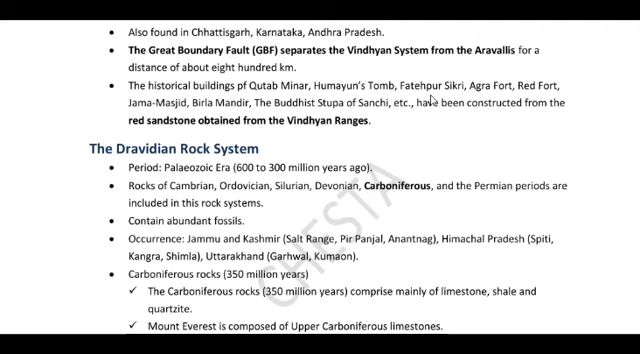 • Also found in Chhattisgarh, Karnataka, Andhra Pradesh.
• The Great Boundary Fault (GBF) separates the Vindhyan System from the Aravallis for a
distance of about eight hundred km.
• The historical buildings pf Qutab Minar, Humayun's Tomb, Fatehpur Sikri, Agra Fort, Red Fort,
Jama-Masjid, Birla Mandir, The Buddhist Stupa of Sanchi, etc., have been constructed from the
red sandstone obtained from the Vindhyan Ranges.
The Dravidian Rock System
• Period: Palaeozoic Era (600 to 300 million years ago).
• Rocks of Cambrian, Ordovician, Silurian, Devonian, Carboniferous, and the Permian periods are
included in this rock systems.
• Contain abundant fossils.
• Occurrence: Jammu and Kashmir (Salt Range, Pir Panjal, Anantnag), Himachal Pradesh (Spiti,
Kangra, Shimla), Uttarakhand (Garhwal, Kumaon).
• Carboniferous rocks (350 million years)
✓ The Carboniferous rocks (350 million years) comprise mainly of limestone, shale and
quartzite.
✓ Mount Everest is composed of Upper Carboniferous limestones.
CHESTA